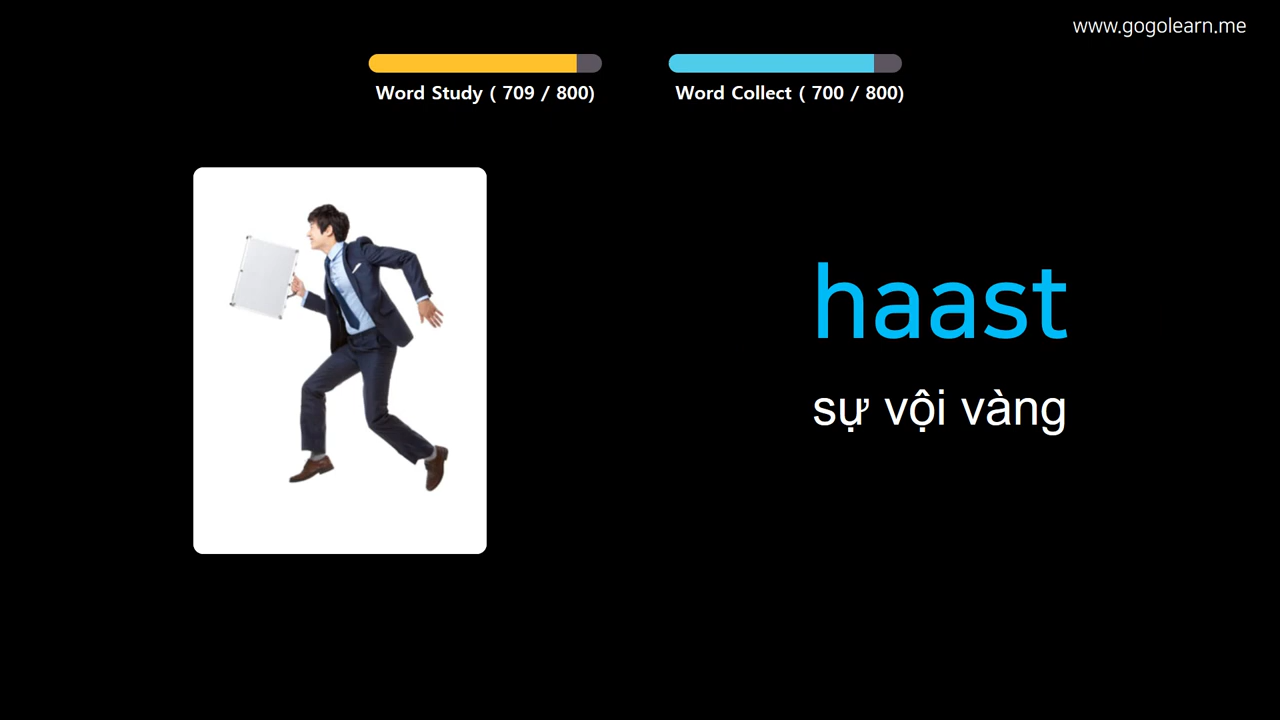 www.gogolearn.me
Word Study ( 709 / 800)
Word Collect ( 700 / 800)
haast
sự vội vàng